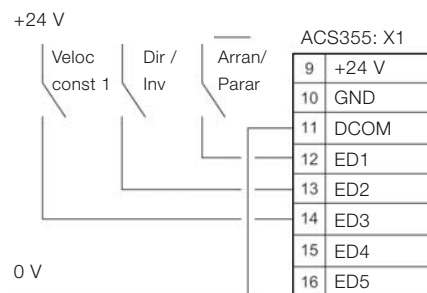 +24 V
Veloc
const 1
Dir /
Inv
Arran/
Parar
ACS355: X1
9 +24 V
10 GND
11 DCOM
12 ED1
13 ED2
14 ED3
15 ED4
16 ED5
0 V